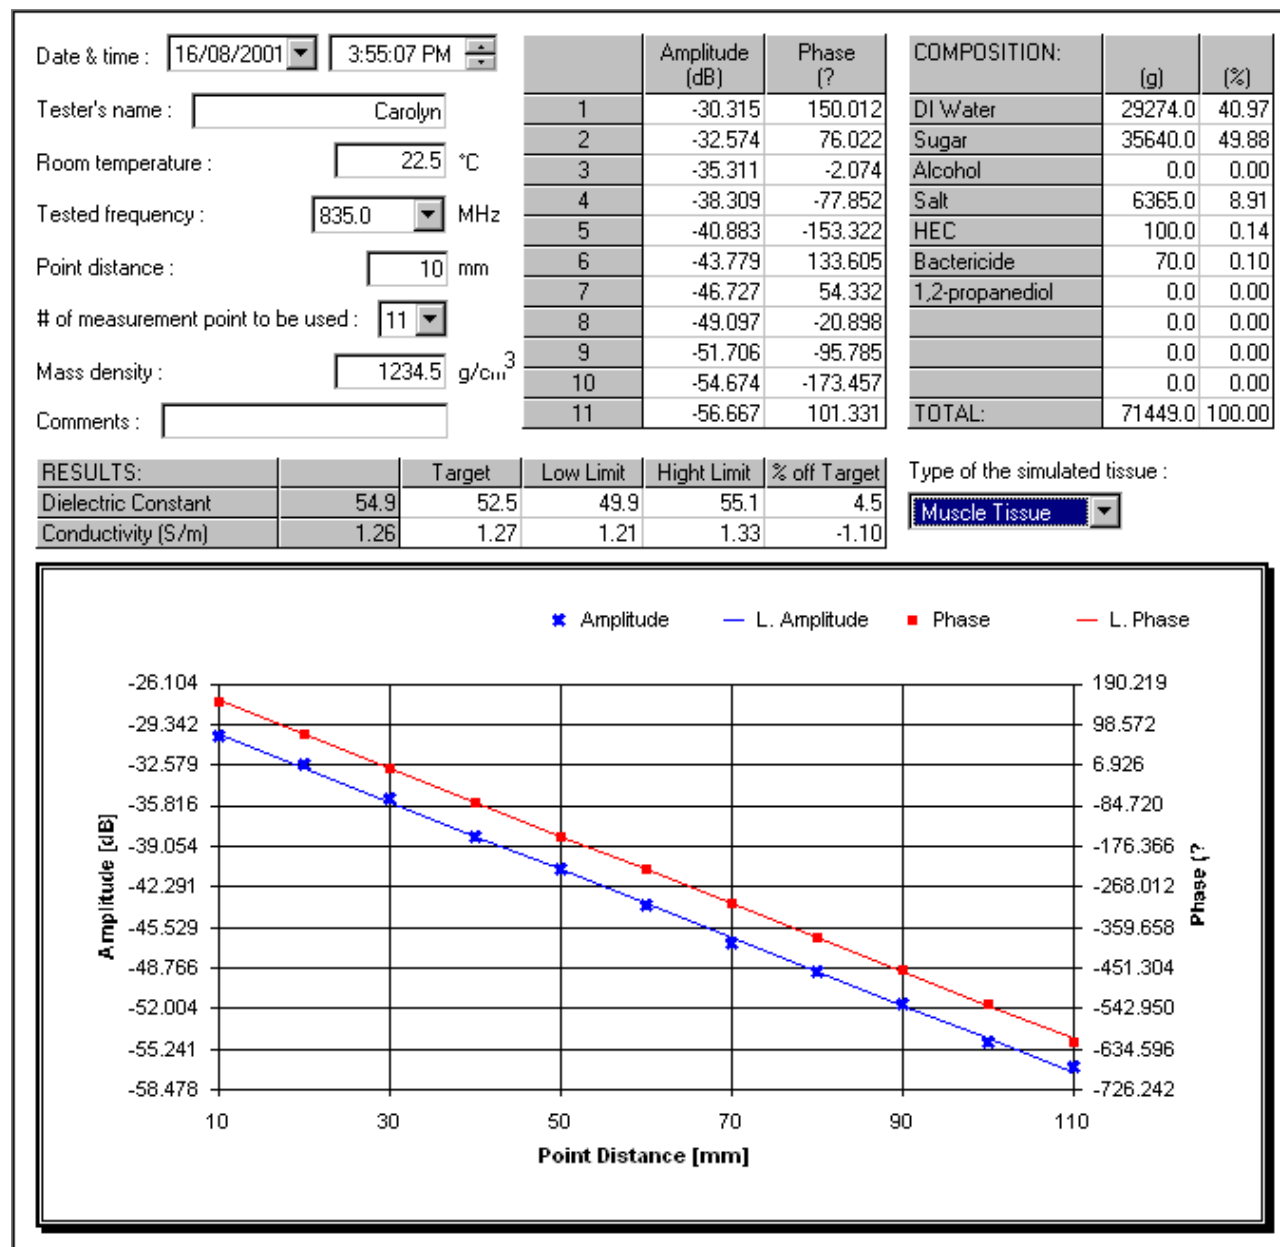 Date & time : 16/08/2001 3:55:07 PM
Tester's name : Carolyn
Room temperature : 22.5 °C
Tested frequency : 835.0 MHz
Point distance : 10 mm
# of measurement point to be used : 11
Mass density : 1234.5 g/cm3
Comments :
Amplitude (dB) Phase (?
1 -30.315 150.012
2 -32.574 76.022
3 -35.311 -2.074
4 -38.309 -77.852
5 -40.883 -153.322
6 -43.779 133.605
7 -46.727 54.332
8 -49.097 -20.898
9 -51.706 -95.785
10 -54.674 -173.457
11 -56.667 101.331
COMPOSITION: (g) (%)
DI Water 29274.0 40.97
Sugar 35640.0 49.88
Alcohol 0.0 0.00
Salt 6365.0 8.91
HEC 100.0 0.14
Bactericide 70.0 0.10
1,2-propanediol 0.0 0.00
0.0 0.00
0.0 0.00
0.0 0.00
TOTAL: 71449.0 100.00
RESULTS: Target Low Limit Hight Limit % off Target
Dielectric Constant 54.9 52.5 49.9 55.1 4.5
Conductivity (S/m) 1.26 1.27 1.21 1.33 -1.10
Type of the simulated tissue :
Muscle Tissue
Amplitude L. Amplitude Phase L. Phase
-26.104 190.219
-29.342 98.572
-32.579 6.926
-35.816 -84.720
-39.054 -176.366
-42.291 -268.012
-45.529 -359.658
-48.766 -451.304
-52.004 -542.950
-55.241 -634.596
-58.478 -726.242
Amplitude [dB]
Phase (?
10 30 50 70 90 110
Point Distance [mm]